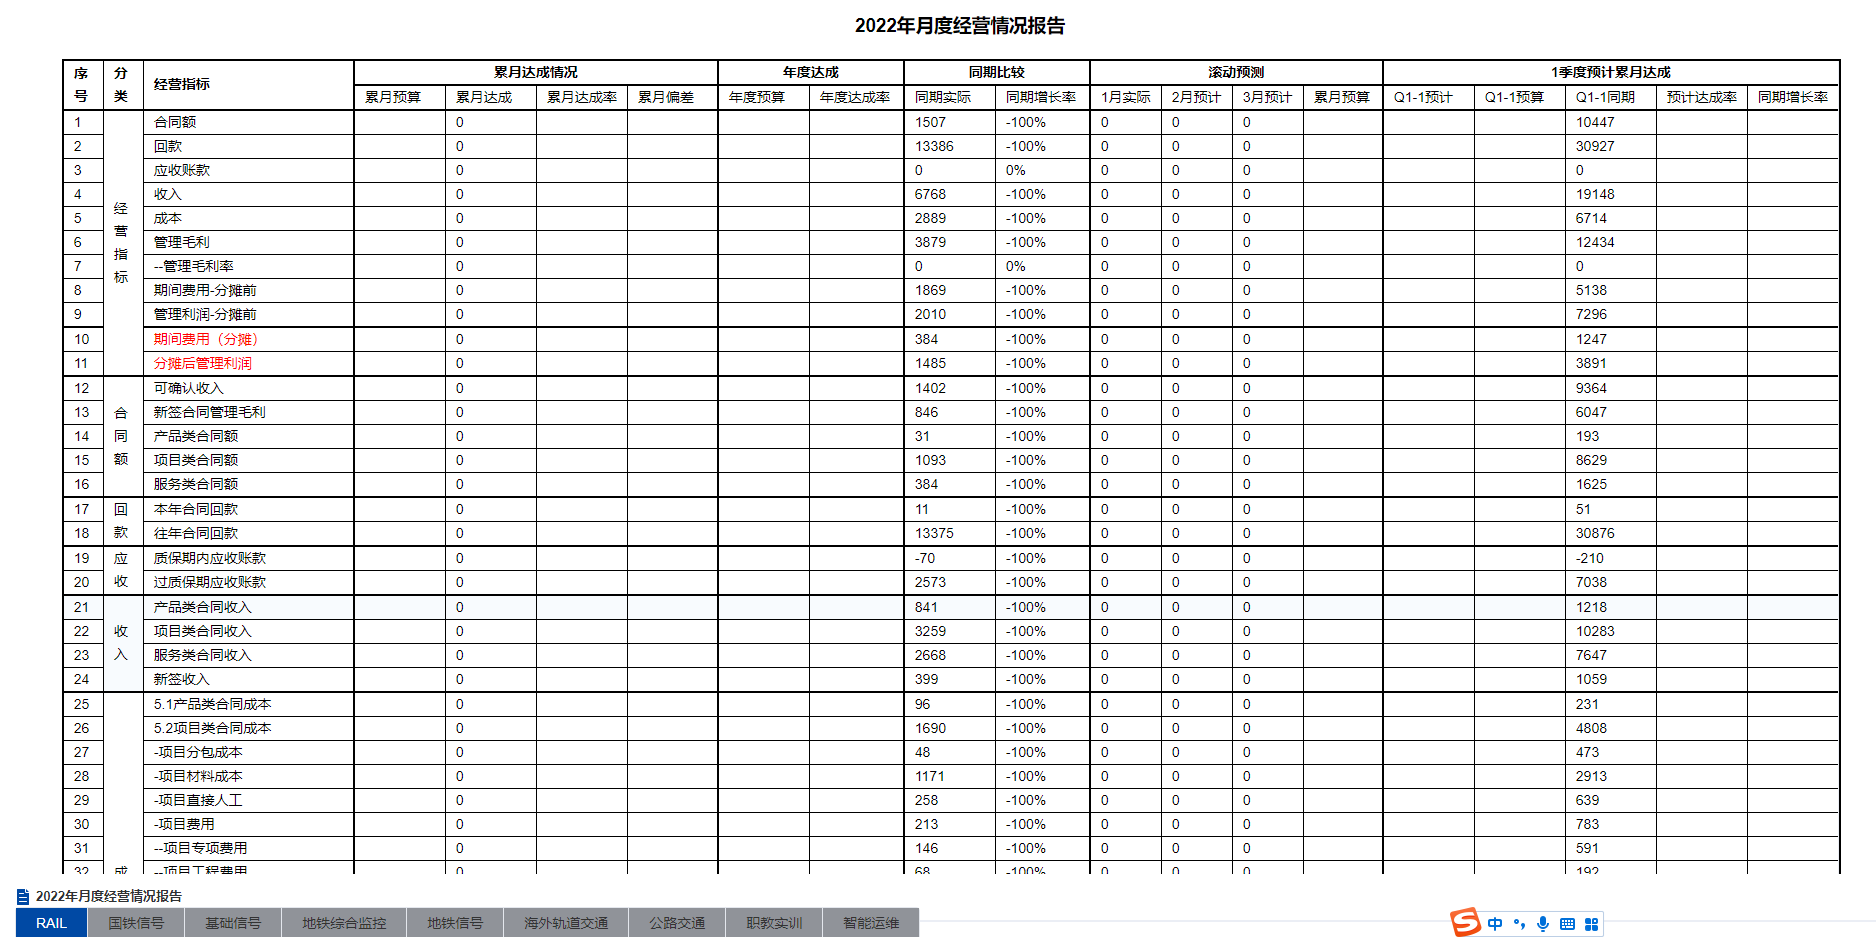 2022年月度经营情况报告
序号 分类 经营指标 累月达成情况 年度达成 同期比较 滚动预测 1季度预计累月达成
累月预算 累月达成 累月达成率 累月偏差 年度预算 年度达成率 同期实际 同期增长率 1月实际 2月预计 3月预计 累月预算 Q1-1预计 Q1-1预算 Q1-1同期 预计达成率 同期增长率
经营指标
1 合同额 0 1507 -100% 0 0 0 10447
2 回款 0 13386 -100% 0 0 0 30927
3 应收账款 0 0 0% 0 0 0 0
4 收入 0 6768 -100% 0 0 0 19148
5 成本 0 2889 -100% 0 0 0 6714
6 管理毛利 0 3879 -100% 0 0 0 12434
7 --管理毛利率 0 0 0% 0 0 0 0
8 期间费用-分摊前 0 1869 -100% 0 0 0 5138
9 管理利润-分摊前 0 2010 -100% 0 0 0 7296
10 期间费用（分摊） 0 384 -100% 0 0 0 1247
11 分摊后管理利润 0 1485 -100% 0 0 0 3891
合同额
12 可确认收入 0 1402 -100% 0 0 0 9364
13 新签合同管理毛利 0 846 -100% 0 0 0 6047
14 产品类合同额 0 31 -100% 0 0 0 193
15 项目类合同额 0 1093 -100% 0 0 0 8629
16 服务类合同额 0 384 -100% 0 0 0 1625
回款
17 本年合同回款 0 11 -100% 0 0 0 51
18 往年合同回款 0 13375 -100% 0 0 0 30876
应收
19 质保期内应收账款 0 -70 -100% 0 0 0 -210
20 过质保期应收账款 0 2573 -100% 0 0 0 7038
收入
21 产品类合同收入 0 841 -100% 0 0 0 1218
22 项目类合同收入 0 3259 -100% 0 0 0 10283
23 服务类合同收入 0 2668 -100% 0 0 0 7647
24 新签收入 0 399 -100% 0 0 0 1059
25 5.1产品类合同成本 0 96 -100% 0 0 0 231
26 5.2项目类合同成本 0 1690 -100% 0 0 0 4808
27 -项目分包成本 0 48 -100% 0 0 0 473
28 -项目材料成本 0 1171 -100% 0 0 0 2913
29 -项目直接人工 0 258 -100% 0 0 0 639
30 -项目费用 0 213 -100% 0 0 0 783
31 --项目专项费用 0 146 -100% 0 0 0 591
32 成 --项目工程费用 0 68 -100% 0 0 0 192
2022年月度经营情况报告
RAIL 国铁信号 基础信号 地铁综合监控 地铁信号 海外轨道交通 公路交通 职教实训 智能运维
S 中